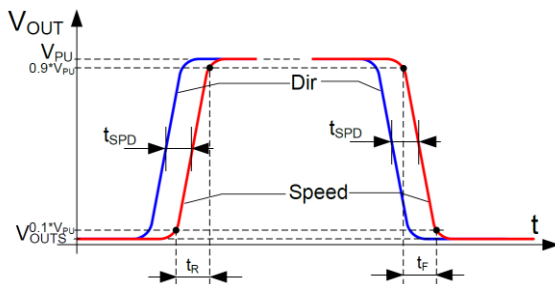 VOUT
VPU
0.9*VPU
Dir
tSPD
tSPD
Speed
0.1*VPU
VOUTS
t
tR
tF